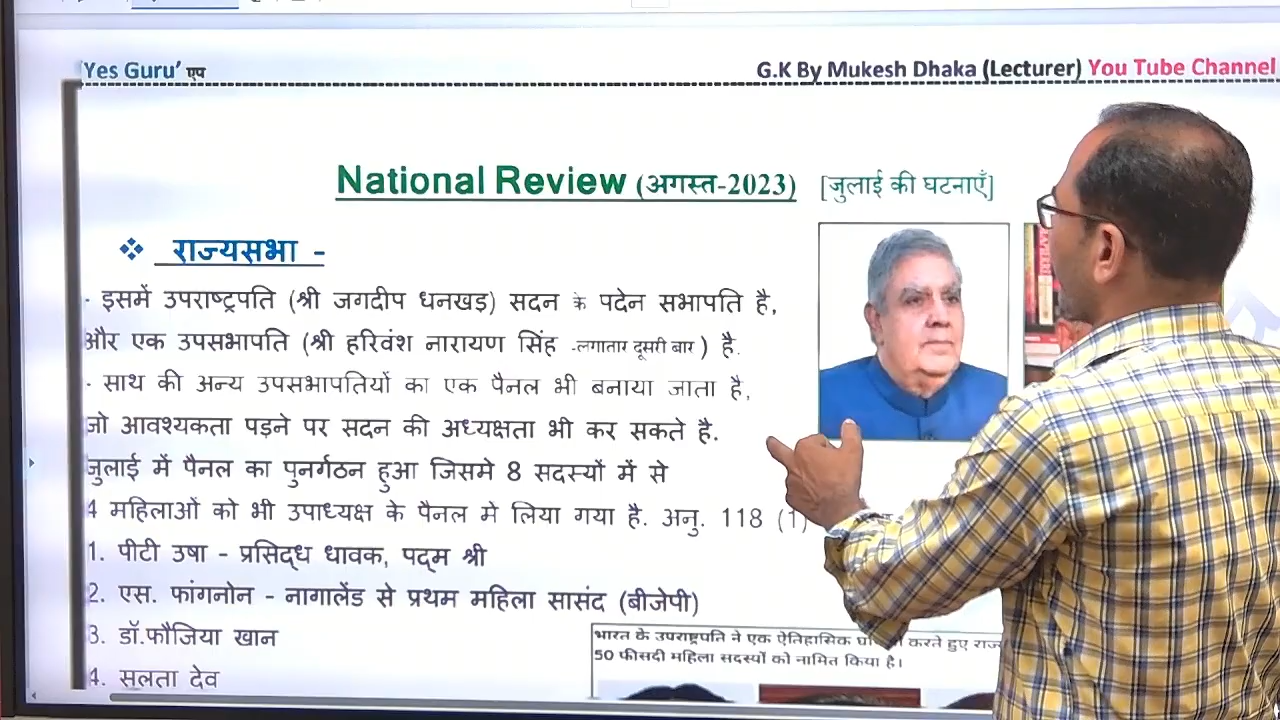 Yes Guru’ एप
G.K By Mukesh Dhaka (Lecturer) You Tube Channel
National Review (अगस्त-2023) [जुलाई की घटनाएँ]
❖ राज्यसभा -
- इसमें उपराष्ट्रपति (श्री जगदीप धनखड़) सदन के पदेन सभापति है,
और एक उपसभापति (श्री हरिवंश नारायण सिंह -लगातार दूसरी बार ) है.
- साथ की अन्य उपसभापतियों का एक पैनल भी बनाया जाता है,
जो आवश्यकता पड़ने पर सदन की अध्यक्षता भी कर सकते है.
जुलाई में पैनल का पुनर्गठन हुआ जिसमे 8 सदस्यों में से
4 महिलाओं को भी उपाध्यक्ष के पैनल मे लिया गया है. अनु. 118 (1)
1. पीटी उषा - प्रसिद्ध धावक, पद्म श्री
2. एस. फांगनोन - नागालेंड से प्रथम महिला सासंद (बीजेपी)
3. डॉ.फौजिया खान
4. सुलता देव
भारत के उपराष्ट्रपति ने एक ऐतिहासिक करते हुए
50 फीसदी महिला सदस्यों को नामित किया है।